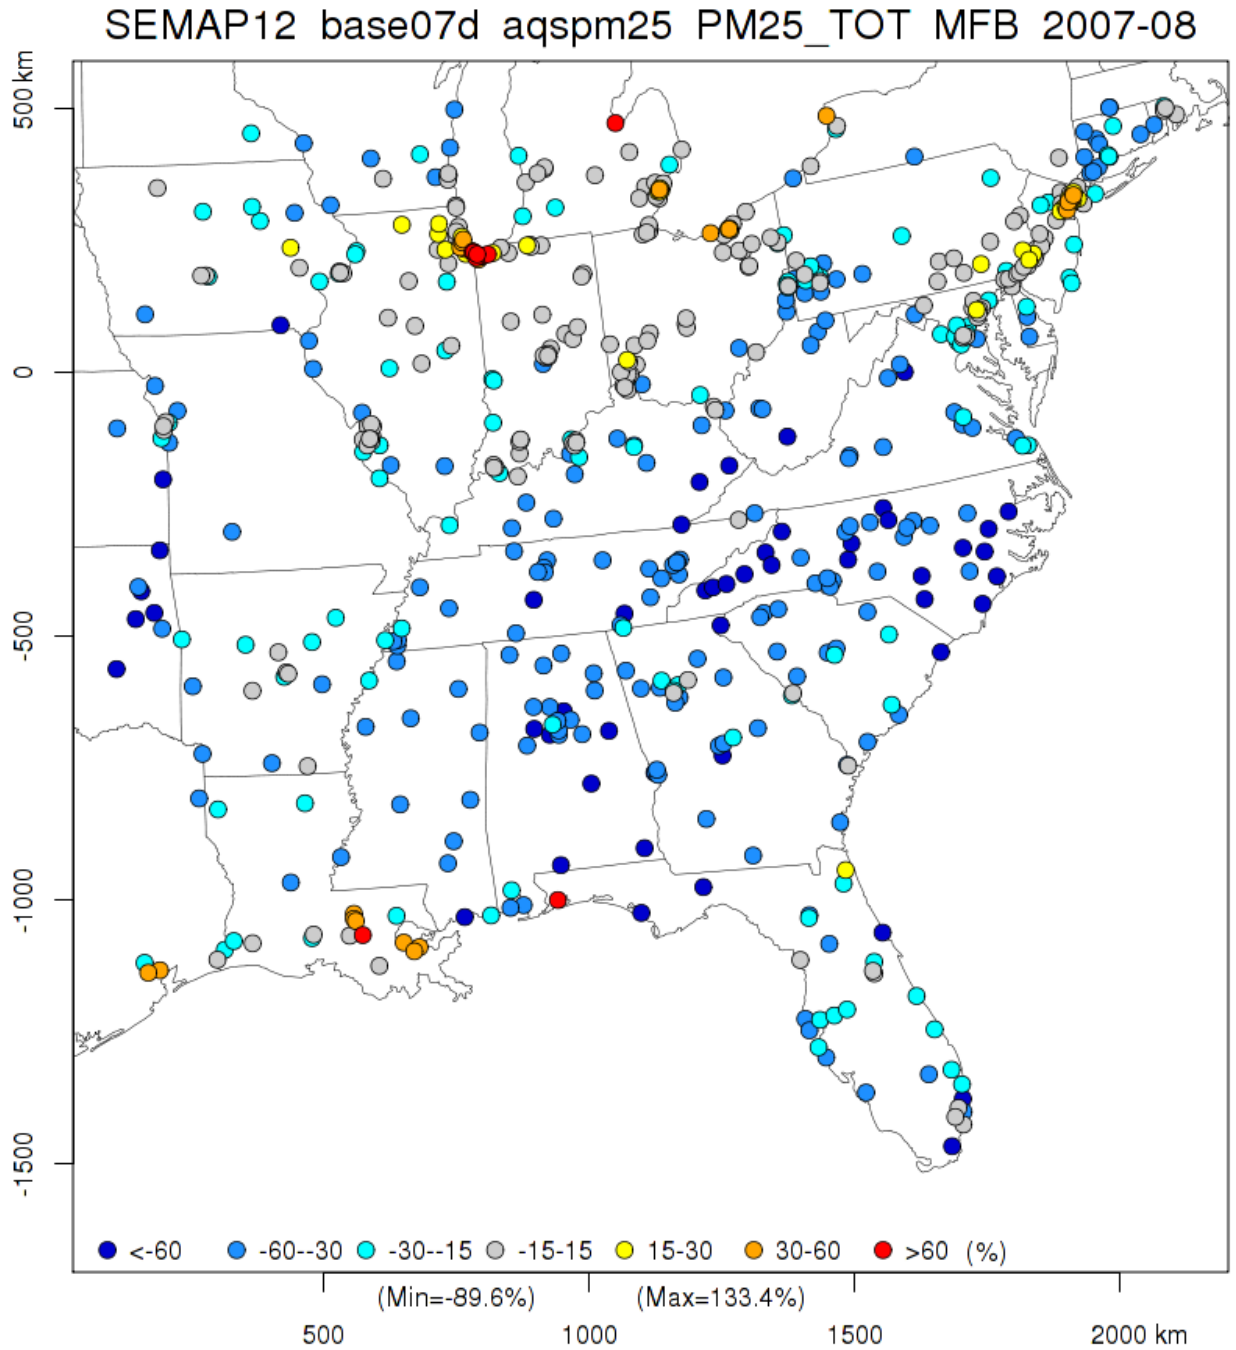 SEMAP12 base07d aqspm25 PM25_TOT MFB 2007-08
500 km
0
-500
-1000
-1500
<-60 -60--30 -30--15 -15-15 15-30 30-60 >60 (%)
(Min=-89.6%) (Max=133.4%)
500 1000 1500 2000 km